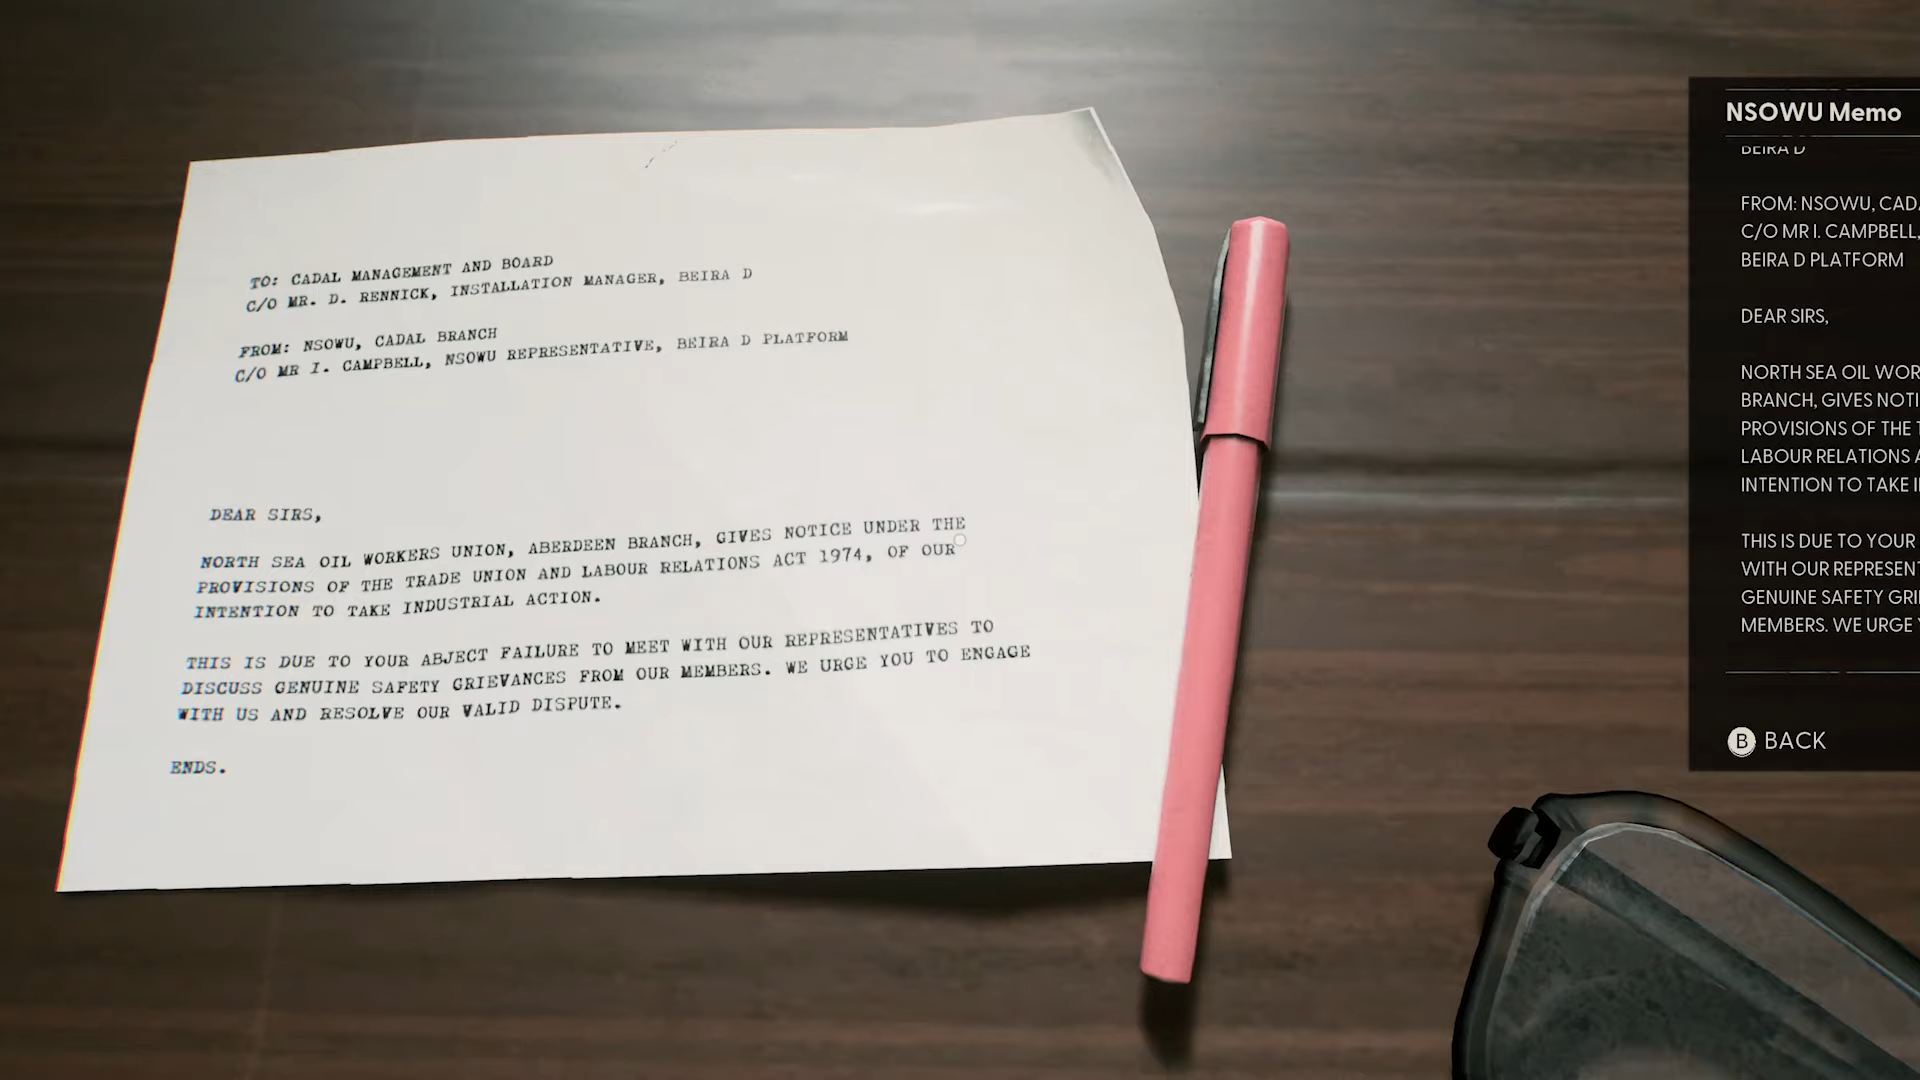 TO: CADAL MANAGEMENT AND BOARD
C/O MR. D. RENNICK, INSTALLATION MANAGER, BEIRA D
FROM: NSOWU, CADAL BRANCH
C/O MR I. CAMPBELL, NSOWU REPRESENTATIVE, BEIRA D PLATFORM
DEAR SIRS,
NORTH SEA OIL WORKERS UNION, ABERDEEN BRANCH, GIVES NOTICE UNDER THE
PROVISIONS OF THE TRADE UNION AND LABOUR RELATIONS ACT 1974, OF OUR
INTENTION TO TAKE INDUSTRIAL ACTION.
THIS IS DUE TO YOUR ABJECT FAILURE TO MEET WITH OUR REPRESENTATIVES TO
DISCUSS GENUINE SAFETY GRIEVANCES FROM OUR MEMBERS. WE URGE YOU TO ENGAGE
WITH US AND RESOLVE OUR VALID DISPUTE.
ENDS.
NSOWU Memo
BEIRA D
FROM: NSOWU, CAD
C/O MR I. CAMPBELL,
BEIRA D PLATFORM
DEAR SIRS,
NORTH SEA OIL WOR
BRANCH, GIVES NOTI
PROVISIONS OF THE T
LABOUR RELATIONS A
INTENTION TO TAKE I
THIS IS DUE TO YOUR
WITH OUR REPRESENT
GENUINE SAFETY GRI
MEMBERS. WE URGE Y
B BACK